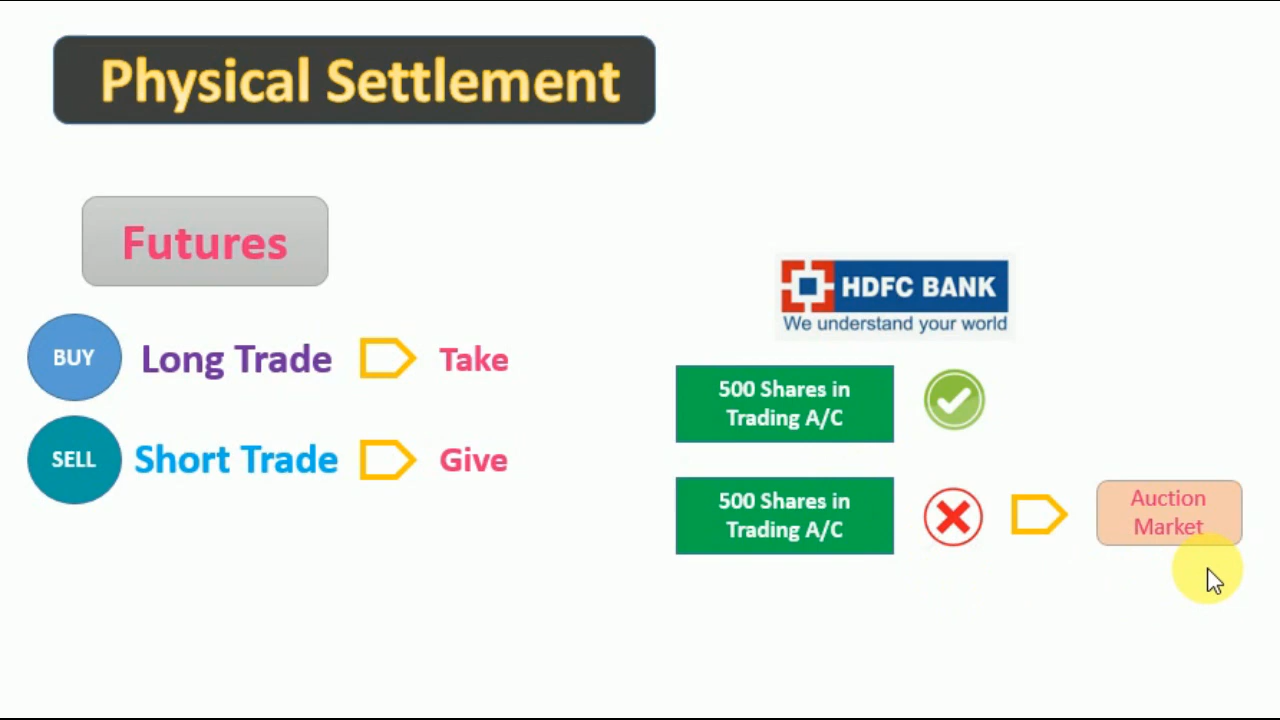 Physical Settlement
Futures
BUY
Long Trade
Take
SELL
Short Trade
Give
HDFC BANK
We understand your world
500 Shares in
Trading A/C
500 Shares in
Trading A/C
Auction
Market